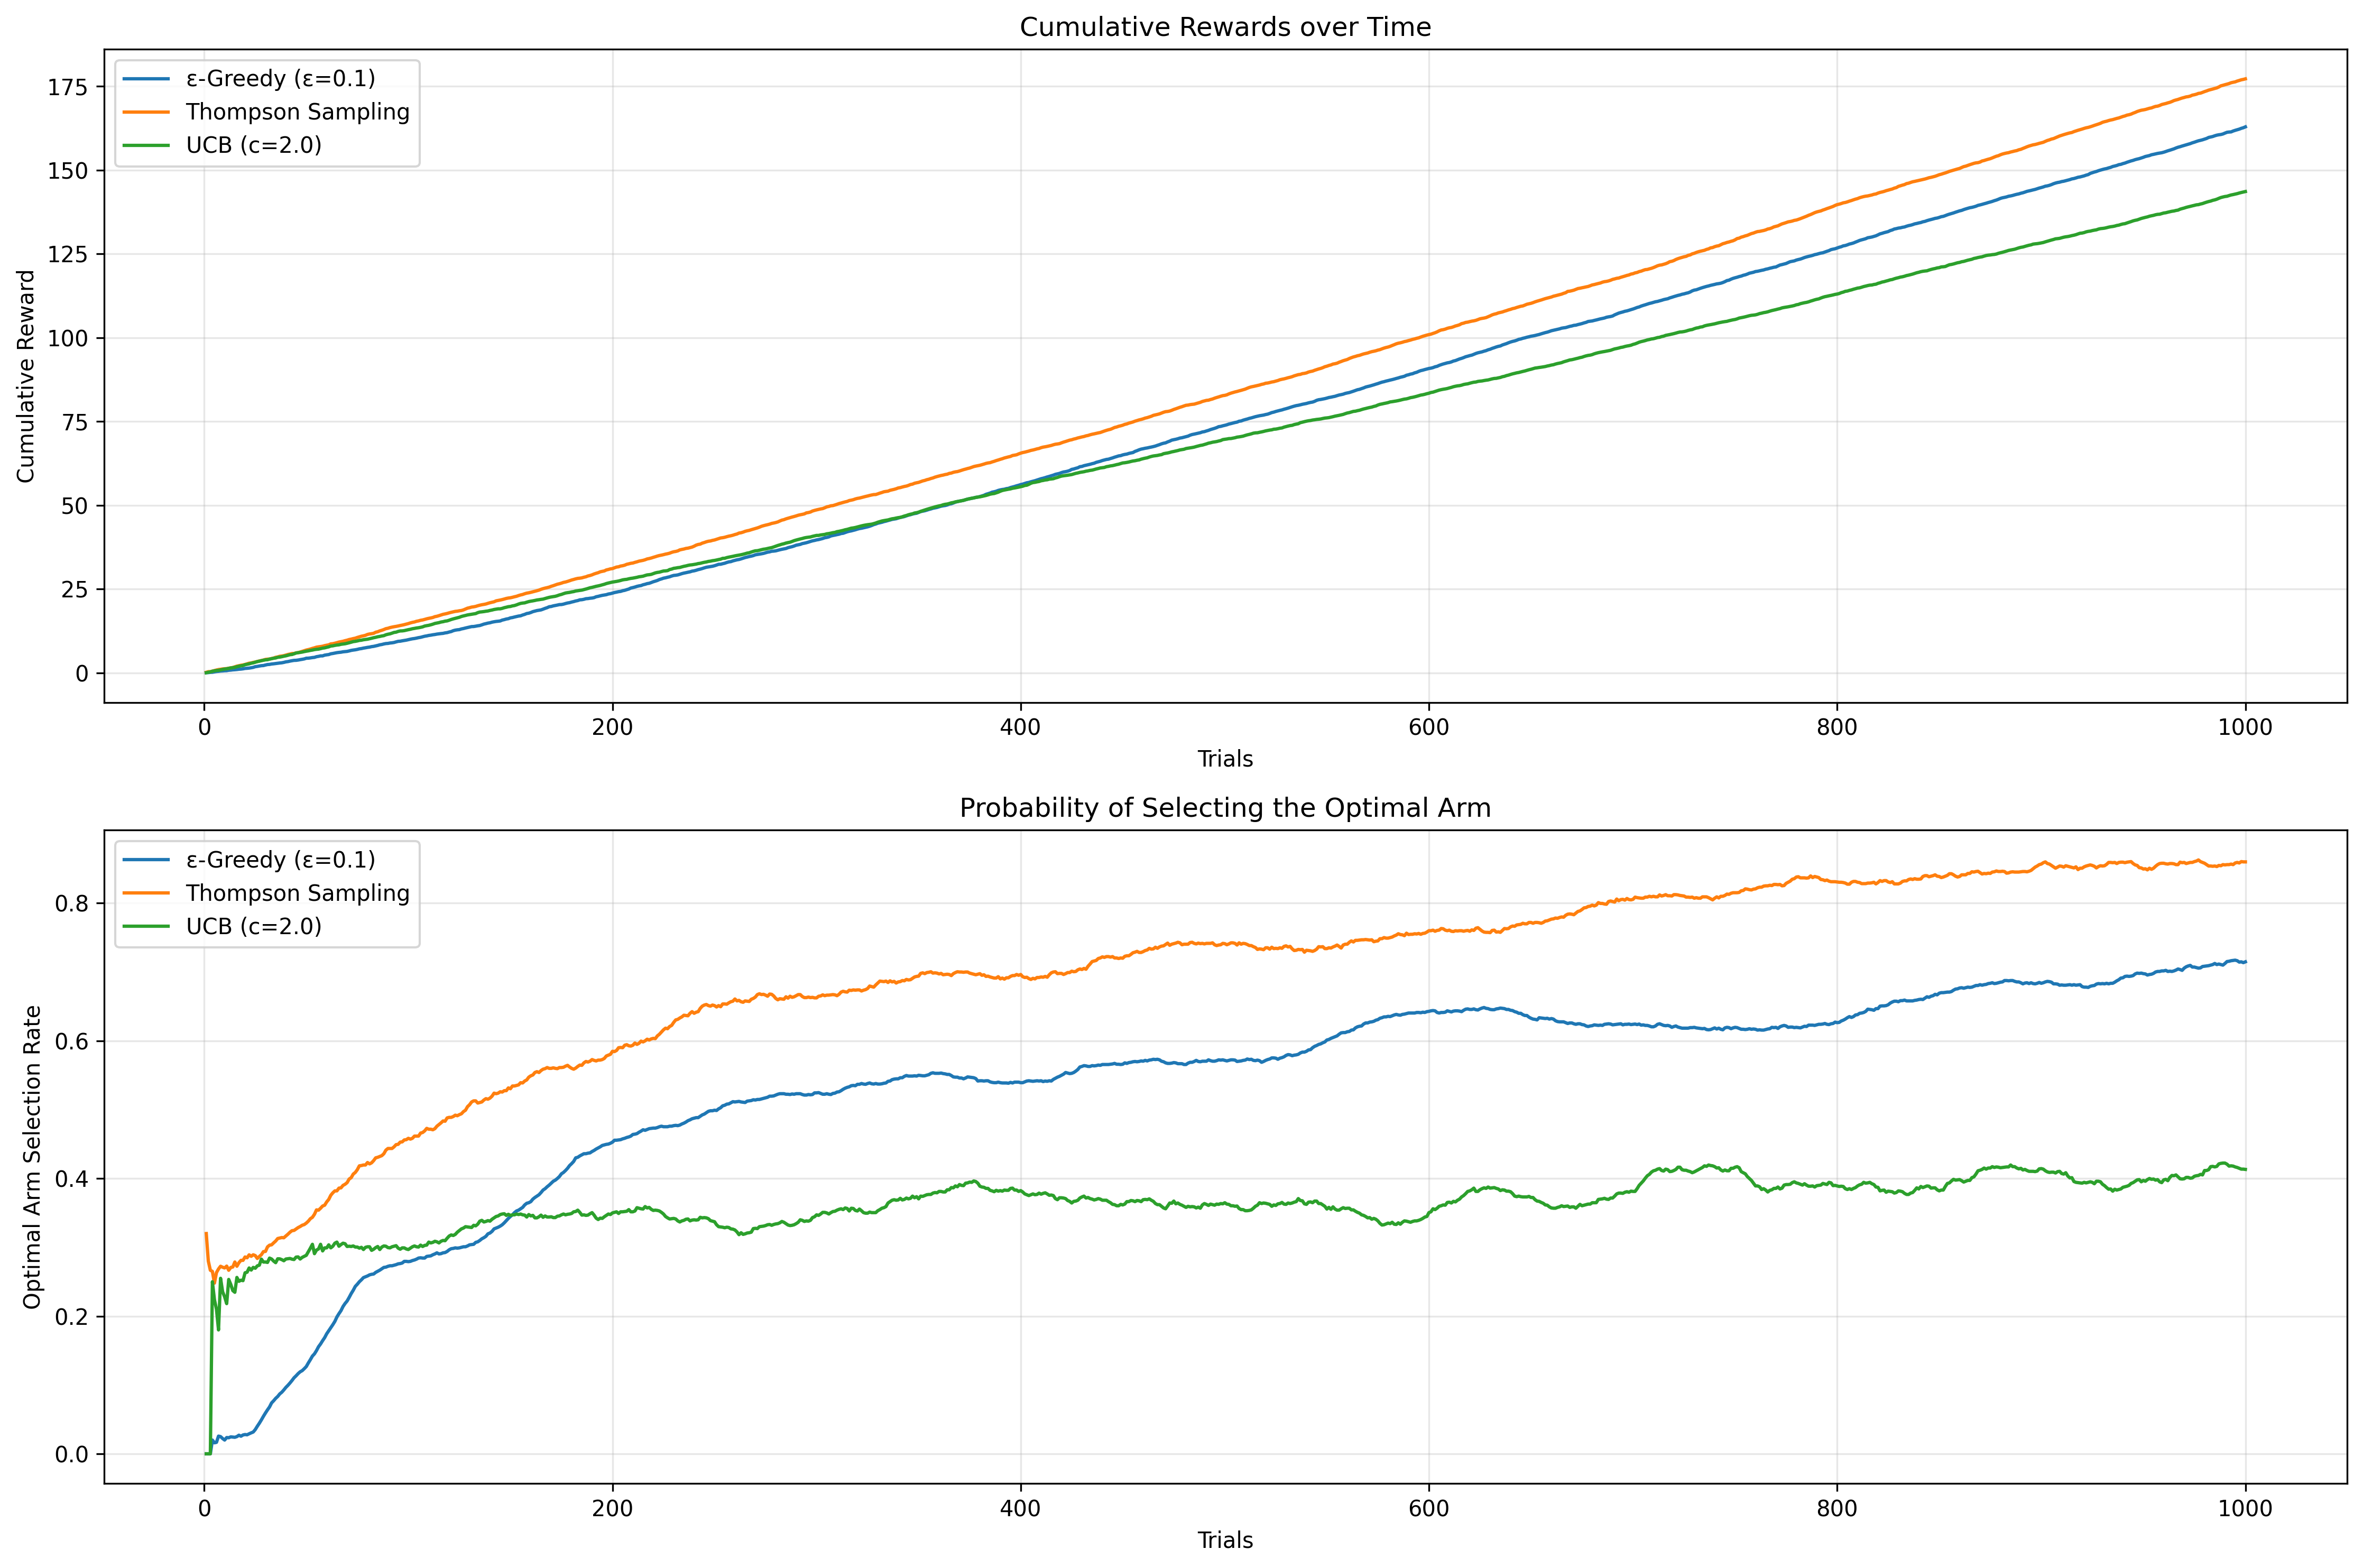 Cumulative Rewards over Time
ε-Greedy (ε=0.1)
Thompson Sampling
UCB (c=2.0)
Cumulative Reward
175
150
125
100
75
50
25
0
0 200 400 600 800 1000
Trials
Probability of Selecting the Optimal Arm
ε-Greedy (ε=0.1)
Thompson Sampling
UCB (c=2.0)
Optimal Arm Selection Rate
0.8
0.6
0.4
0.2
0.0
0 200 400 600 800 1000
Trials